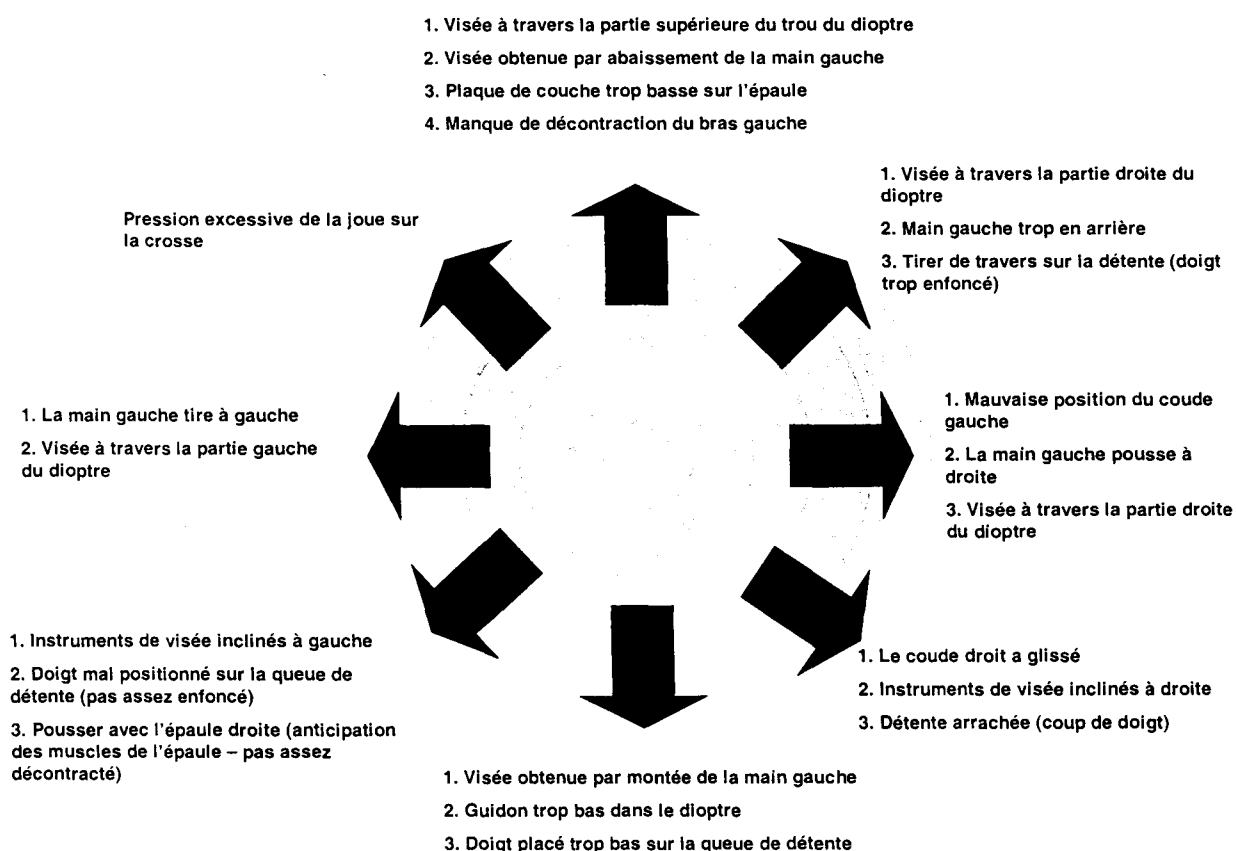 1. Visée à travers la partie supérieure du trou du dioptre
2. Visée obtenue par abaissement de la main gauche
3. Plaque de couche trop basse sur l'épaule
4. Manque de décontraction du bras gauche
Pression excessive de la joue sur
la crosse
1. Visée à travers la partie droite du
dioptre
2. Main gauche trop en arrière
3. Tirer de travers sur la détente (doigt
trop enfoncé)
1. La main gauche tire à gauche
2. Visée à travers la partie gauche
du dioptre
1. Mauvaise position du coude
gauche
2. La main gauche pousse à
droite
3. Visée à travers la partie droite
du dioptre
1. Instruments de visée inclinés à gauche
2. Doigt mal positionné sur la queue de
détente (pas assez enfoncé)
3. Pousser avec l'épaule droite (anticipation
des muscles de l'épaule – pas assez
décontracté)
1. Le coude droit a glissé
2. Instruments de visée inclinés à droite
3. Détente arrachée (coup de doigt)
1. Visée obtenue par montée de la main gauche
2. Guidon trop bas dans le dioptre
3. Doigt placé trop bas sur la queue de détente